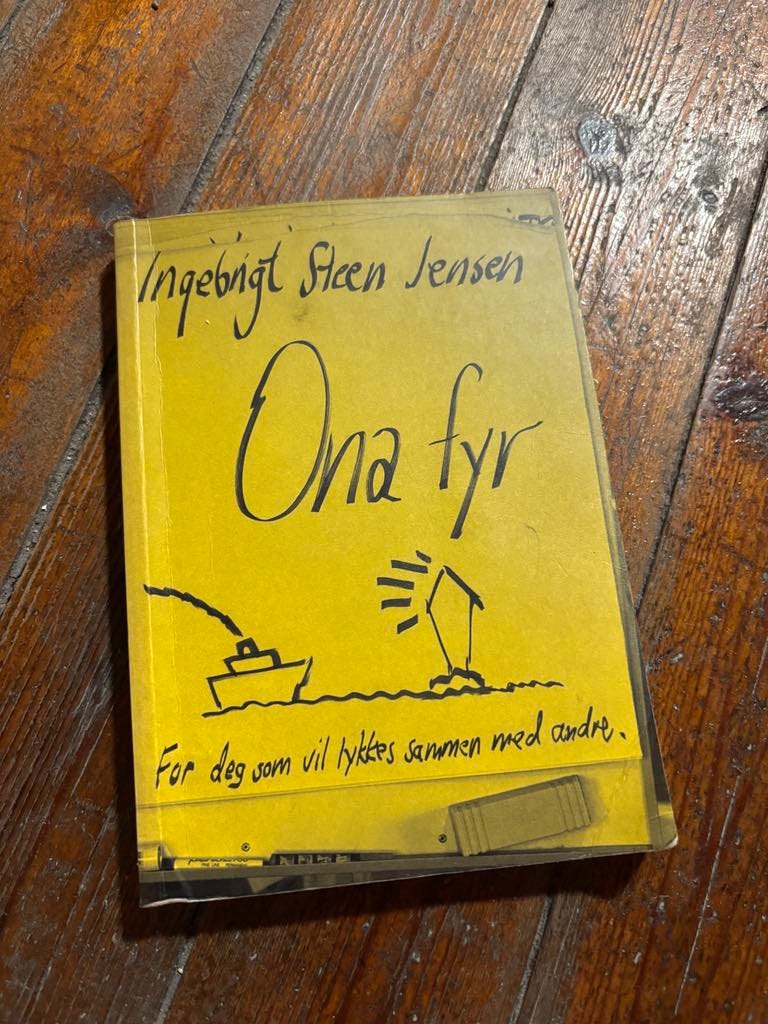 Ingebrigt Steen Jensen
Ona fyr
For deg som vil lykkes sammen med andre.